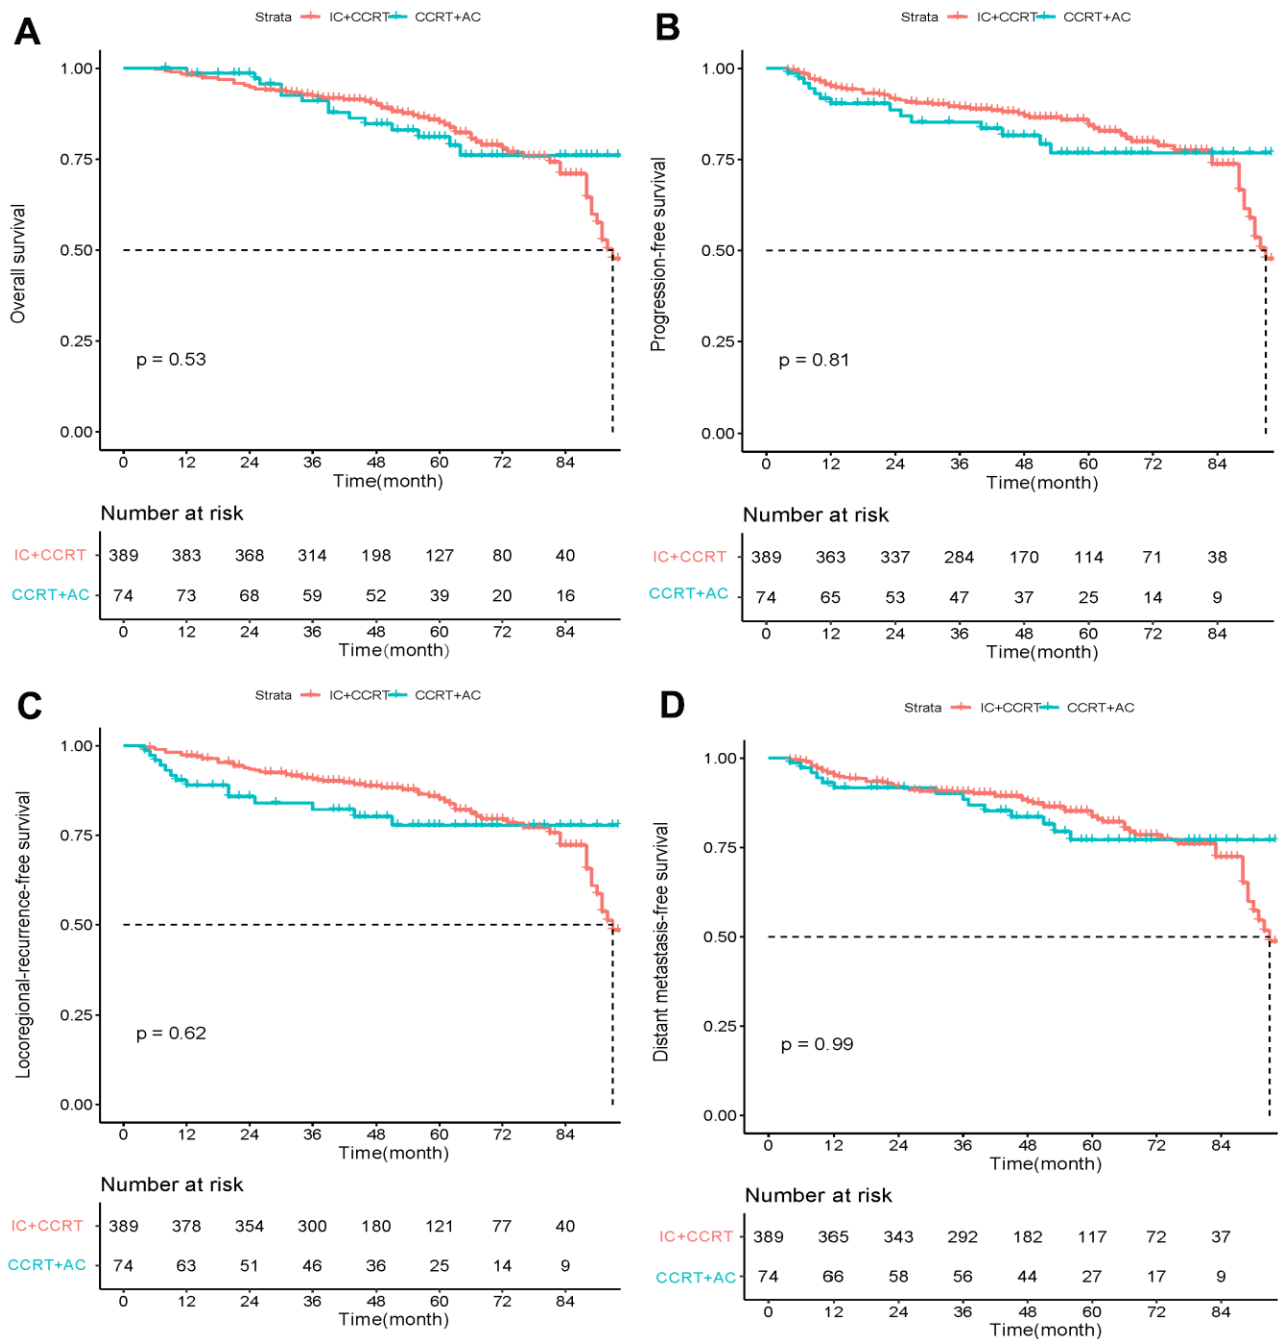 A
Strata IC+CCRT CCRT+AC
Overall survival
1.00
0.75
0.50
0.25
0.00
p = 0.53
0 12 24 36 48 60 72 84
Time(month)
Number at risk
IC+CCRT 389 383 368 314 198 127 80 40
CCRT+AC 74 73 68 59 52 39 20 16
0 12 24 36 48 60 72 84
Time(month)
B
Strata IC+CCRT CCRT+AC
Progression-free survival
1.00
0.75
0.50
0.25
0.00
p = 0.81
0 12 24 36 48 60 72 84
Time(month)
Number at risk
IC+CCRT 389 363 337 284 170 114 71 38
CCRT+AC 74 65 53 47 37 25 14 9
0 12 24 36 48 60 72 84
Time(month)
C
Strata IC+CCRT CCRT+AC
Locoregional-recurrence-free survival
1.00
0.75
0.50
0.25
0.00
p = 0.62
0 12 24 36 48 60 72 84
Time(month)
Number at risk
IC+CCRT 389 378 354 300 180 121 77 40
CCRT+AC 74 63 51 46 36 25 14 9
0 12 24 36 48 60 72 84
Time(month)
D
Strata IC+CCRT CCRT+AC
Distant metastasis-free survival
1.00
0.75
0.50
0.25
0.00
p = 0.99
0 12 24 36 48 60 72 84
Time(month)
Number at risk
IC+CCRT 389 365 343 292 182 117 72 37
CCRT+AC 74 66 58 56 44 27 17 9
0 12 24 36 48 60 72 84
Time(month)